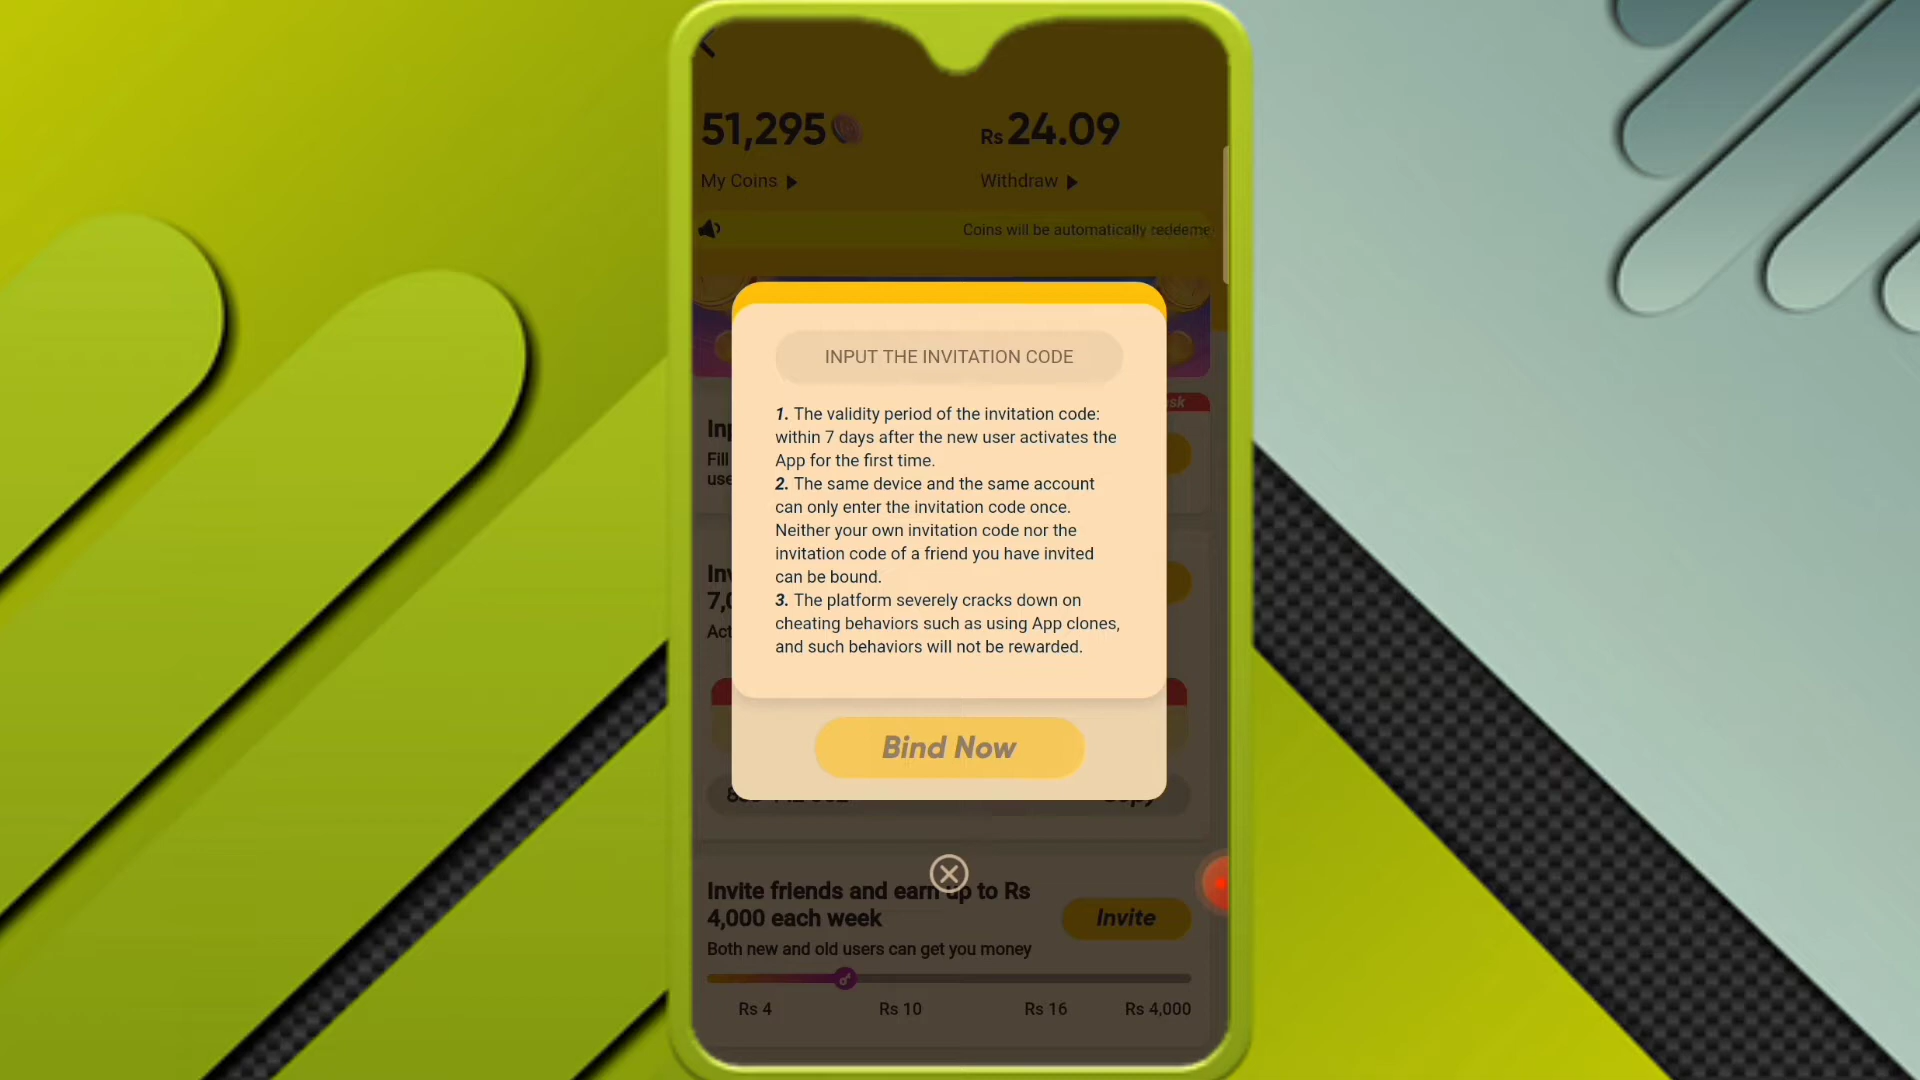 51,295
Rs 24.09
My Coins
Withdraw
Coins will be automatically redeeme
INPUT THE INVITATION CODE
1. The validity period of the invitation code:
within 7 days after the new user activates the
App for the first time.
2. The same device and the same account
can only enter the invitation code once.
Neither your own invitation code nor the
invitation code of a friend you have invited
can be bound.
3. The platform severely cracks down on
cheating behaviors such as using App clones,
and such behaviors will not be rewarded.
Bind Now
Fill
Invite friends and earn up to Rs
4,000 each week
Invite
Both new and old users can get you money
Rs 4
Rs 10
Rs 16
Rs 4,000